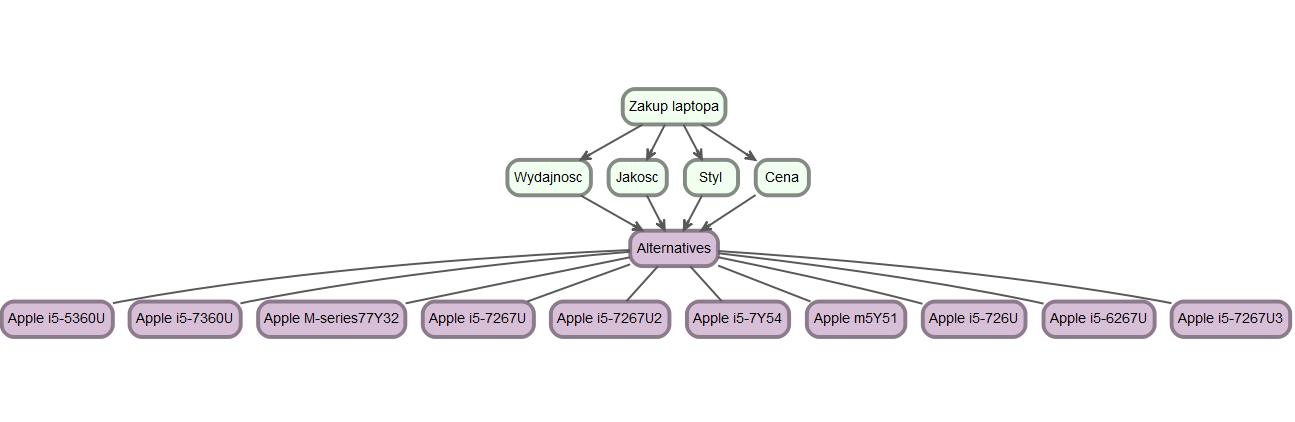 Zakup laptopa
Wydajnosc
Jakosc
Styl
Cena
Alternatives
Apple i5-5360U
Apple i5-7360U
Apple M-series77Y32
Apple i5-7267U
Apple i5-7267U2
Apple i5-7Y54
Apple m5Y51
Apple i5-726U
Apple i5-6267U
Apple i5-7267U3